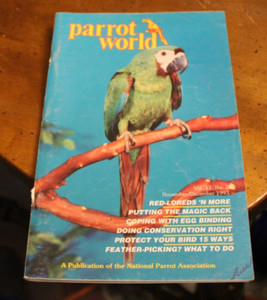 parrot
world
RED-LOREDS 'N MORE
PUTTING THE MAGIC BACK
COPING WITH EGG BINDING
DOING CONSERVATION RIGHT
PROTECT YOUR BIRD 15 WAYS
FEATHER-PICKING? WHAT TO DO
A Publication of the National Parrot Association